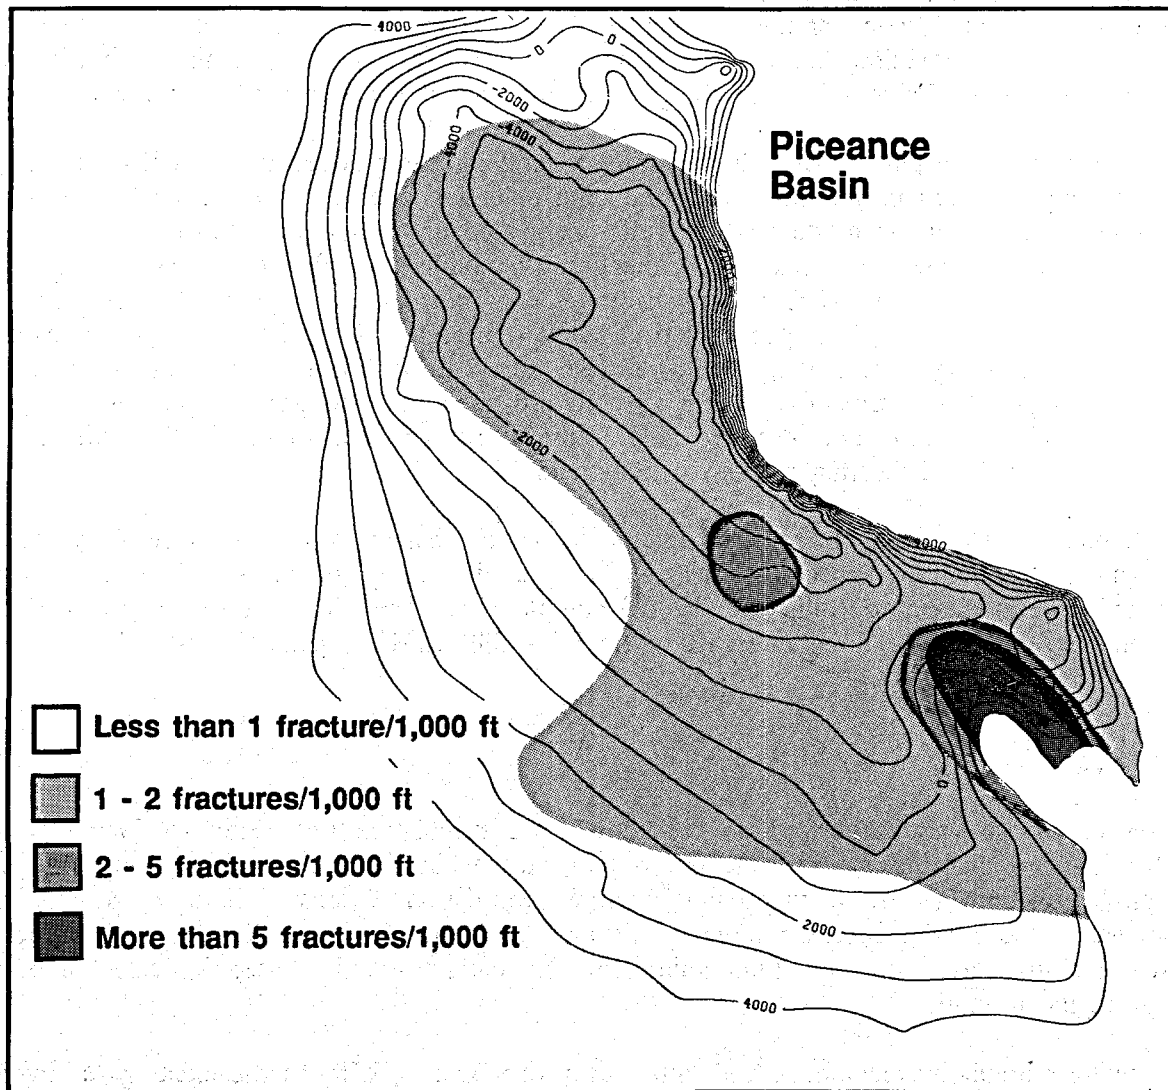 4000
0
0
-2000
-4000
-4000
Piceance
Basin
-2000
Less than 1 fracture/1,000 ft
1 - 2 fractures/1,000 ft
0
2 - 5 fractures/1,000 ft
2000
More than 5 fractures/1,000 ft
4000